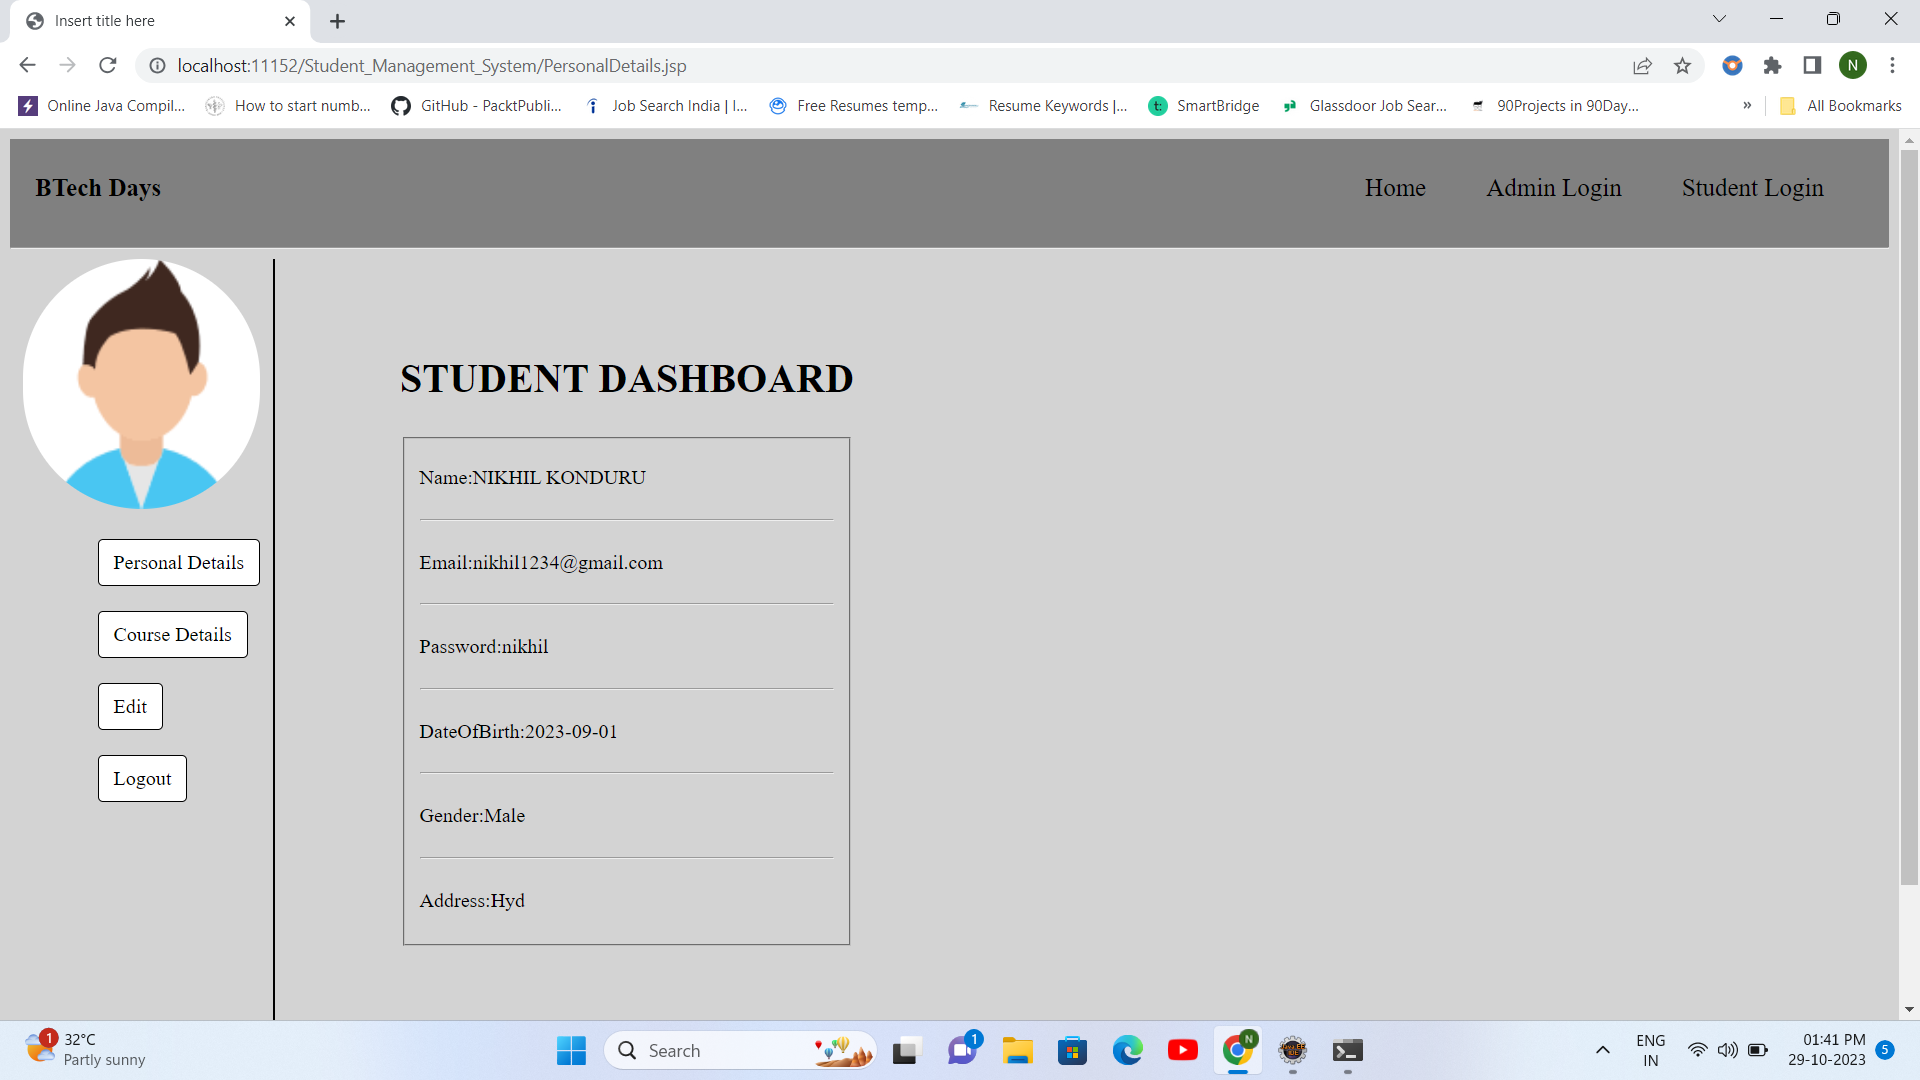 Insert title here
localhost:11152/Student_Management_System/PersonalDetails.jsp
N
Online Java Compil...
How to start numb...
GitHub - PacktPubli...
Job Search India | I...
Free Resumes temp...
Resume Keywords |...
t:
SmartBridge
Glassdoor Job Sear...
90Projects in 90Day...
»
All Bookmarks
BTech Days
Home
Admin Login
Student Login
Personal Details
Course Details
Edit
Logout
STUDENT DASHBOARD
Name:NIKHIL KONDURU
Email:nikhil1234@gmail.com
Password:nikhil
DateOfBirth:2023-09-01
Gender:Male
Address:Hyd
1
32°C
Partly sunny
Search
1
N
ENG
IN
01:41 PM
29-10-2023
5